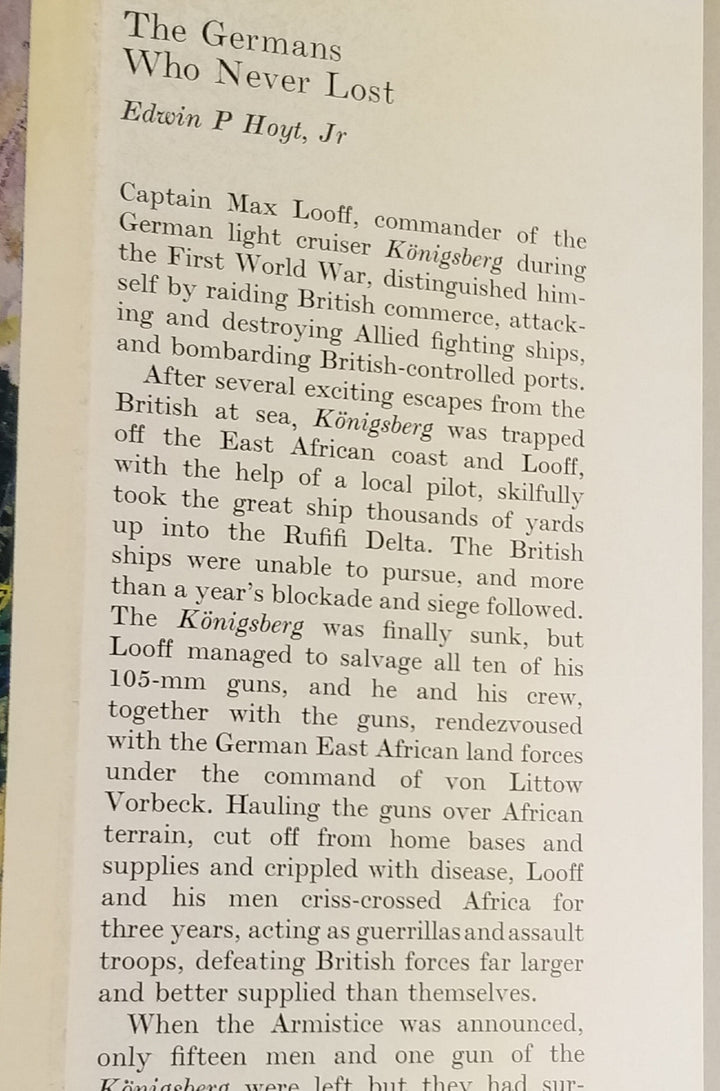 The Germans
Who Never Lost
Edwin P Hoyt, Jr
Captain Max Looff, commander of the
German light cruiser Königsberg during
the First World War, distinguished him-
self by raiding British commerce, attack-
ing and destroying Allied fighting ships,
and bombarding British-controlled ports.
After several exciting escapes from the
British at sea, Königsberg was trapped
off the East African coast and Looff,
with the help of a local pilot, skilfully
took the great ship thousands of yards
up into the Rufifi Delta. The British
ships were unable to pursue, and more
than a year's blockade and siege followed.
The Königsberg was finally sunk, but
Looff managed to salvage all ten of his
105-mm guns, and he and his crew,
together with the guns, rendezvoused
with the German East African land forces
under the command of von Littow
Vorbeck. Hauling the guns over African
terrain, cut off from home bases and
supplies and crippled with disease, Looff
and his men criss-crossed Africa for
three years, acting as guerrillas and assault
troops, defeating British forces far larger
and better supplied than themselves.
When the Armistice was announced,
only fifteen men and one gun of the
Königsberg were left but they had sur-